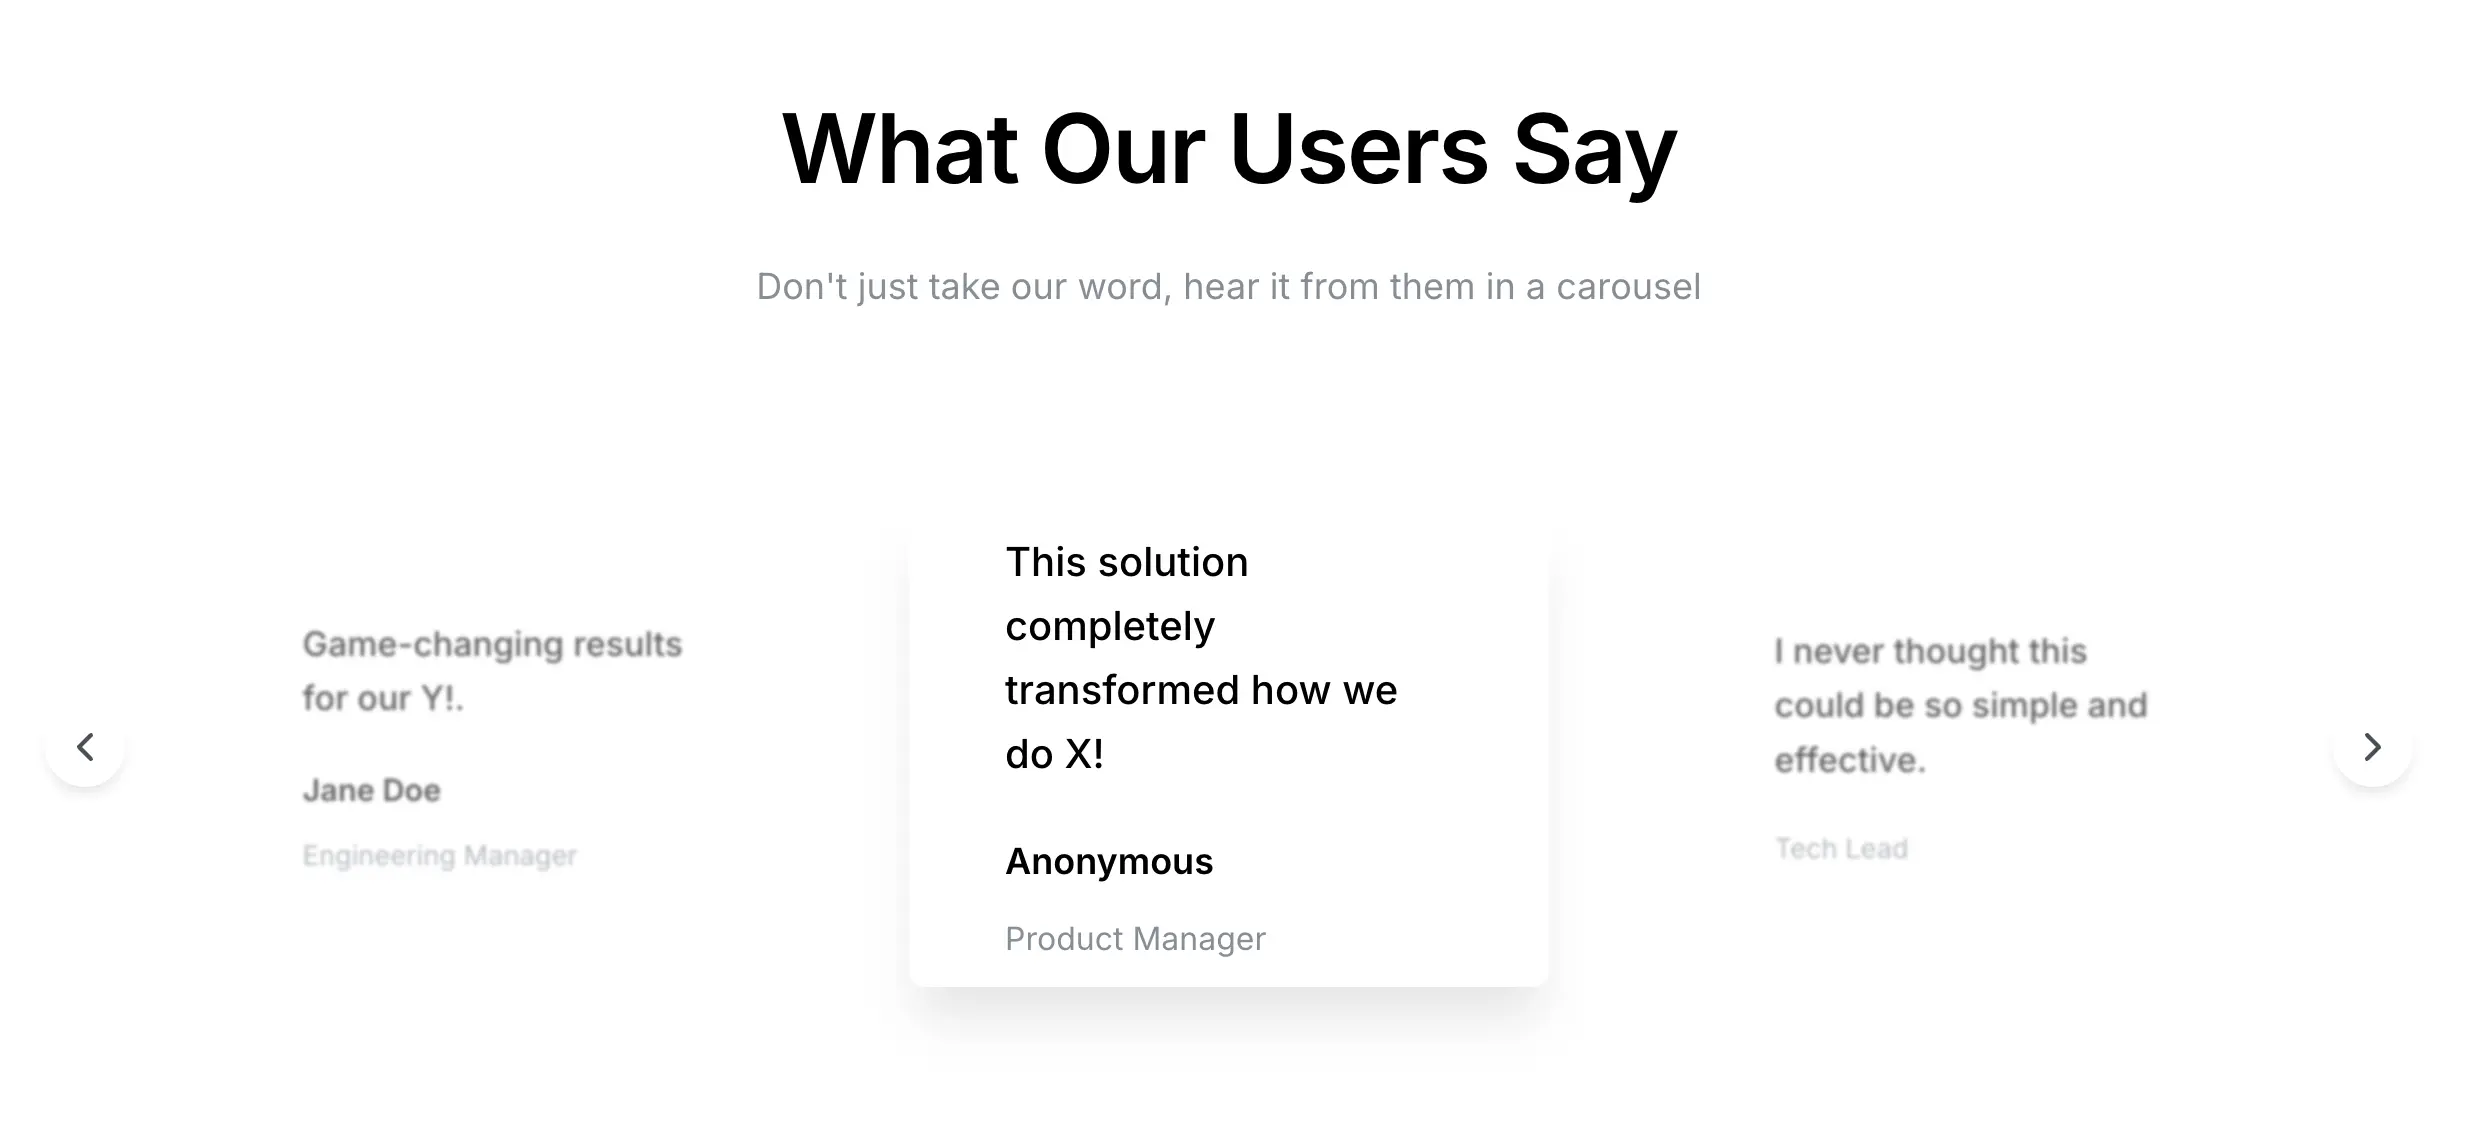 What Our Users Say
Don't just take our word, hear it from them in a carousel
Game-changing results
for our Y!.
Jane Doe
Engineering Manager
This solution
completely
transformed how we
do X!
Anonymous
Product Manager
I never thought this
could be so simple and
effective.
Tech Lead